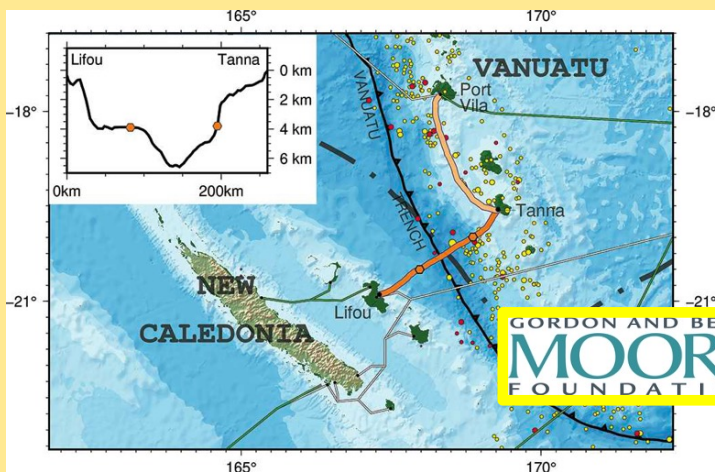 165°
170°
Lifou
Tanna
0 km
2 km
4 km
6 km
0km
200km
VANUATU
Port
Vila
VANUATU
TRENCH
Tanna
-18°
-18°
NEW
CALEDONIA
Lifou
-21°
-21°
GORDON AND BE
MOOR
FOUNDATI
165°
170°